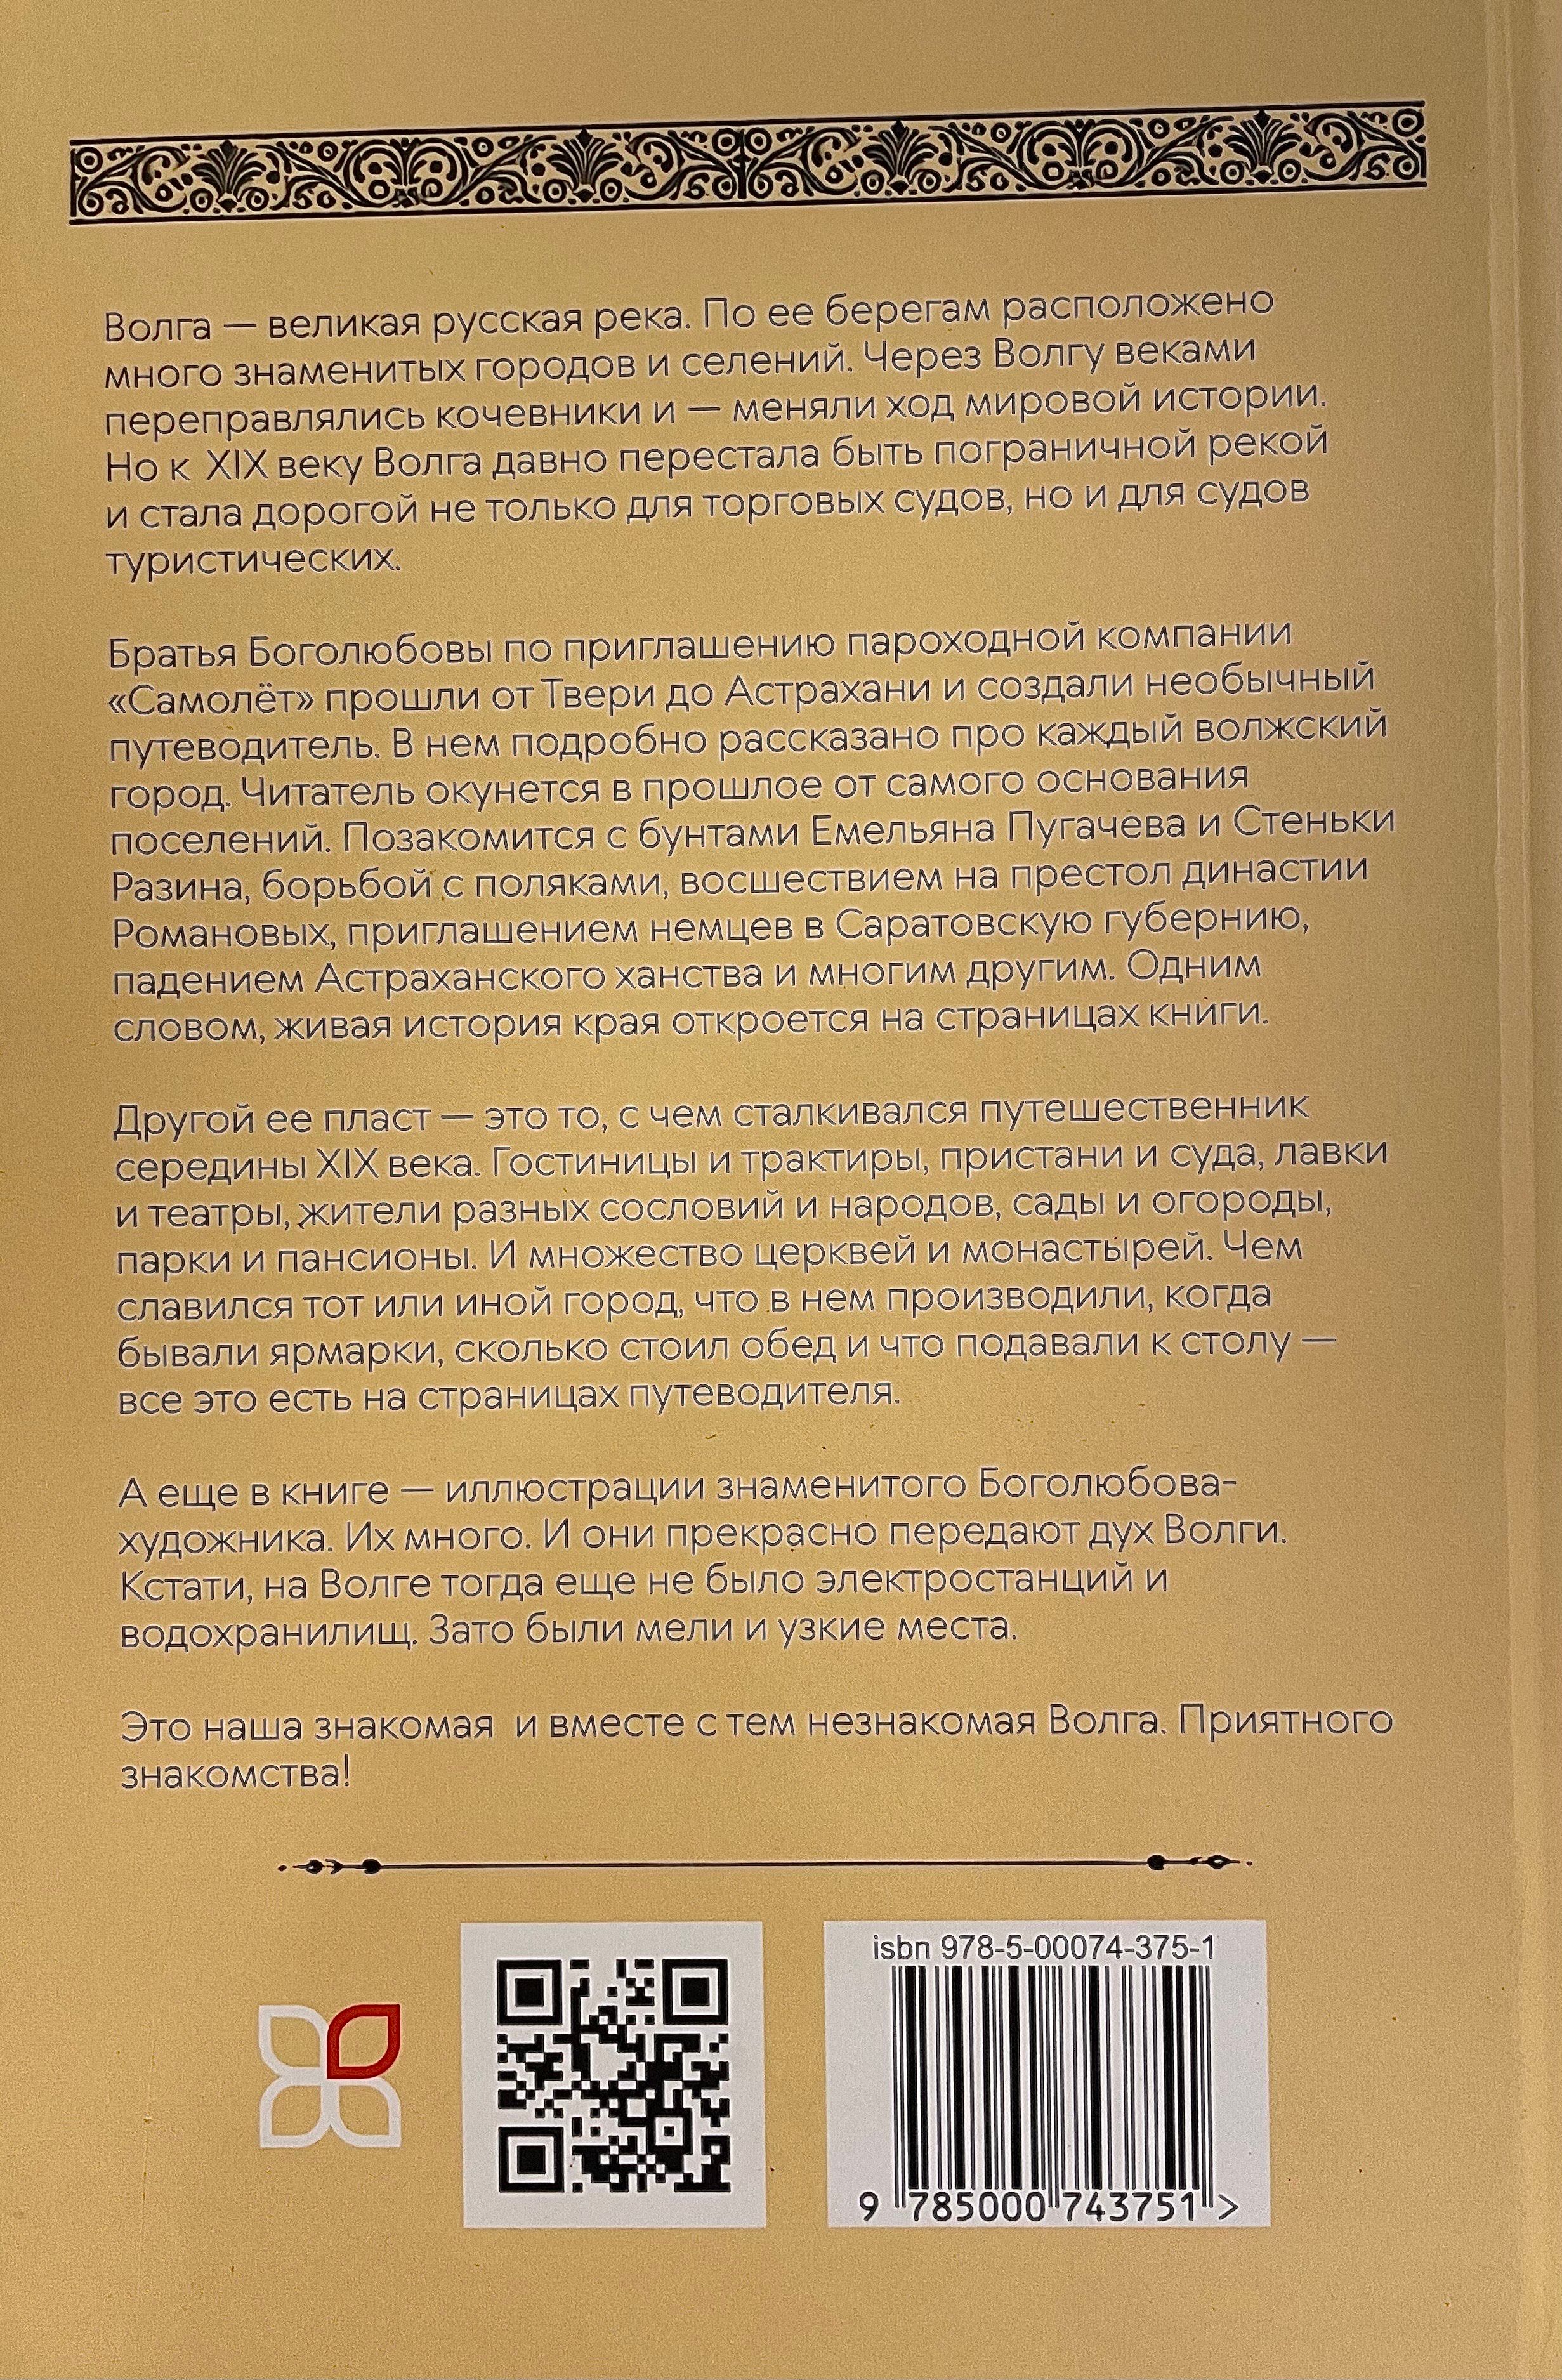 Волга — великая русская река. По ее берегам расположено
много знаменитых городов и селений. Через Волгу веками
переправлялись кочевники и — меняли ход мировой истории.
Но к XIX веку Волга давно перестала быть пограничной рекой
и стала дорогой не только для торговых судов, но и для судов
туристических.
Братья Боголюбовы по приглашению пароходной компании
«Самолёт» прошли от Твери до Астрахани и создали необычный
путеводитель. В нем подробно рассказано про каждый волжский
город. Читатель окунется в прошлое от самого основания
поселений. Позакомится с бунтами Емельяна Пугачева и Стеньки
Разина, борьбой с поляками, восшествием на престол династии
Романовых, приглашением немцев в Саратовскую губернию,
падением Астраханского ханства и многим другим. Одним
словом, живая история края откроется на страницах книги.
Другой ее пласт — это то, с чем сталкивался путешественник
середины XIX века. Гостиницы и трактиры, пристани и суда, лавки
и театры, жители разных сословий и народов, сады и огороды,
парки и пансионы. И множество церквей и монастырей. Чем
славился тот или иной город, что в нем производили, когда
бывали ярмарки, сколько стоил обед и что подавали к столу —
все это есть на страницах путеводителя.
А еще в книге — иллюстрации знаменитого Боголюбова-
художника. Их много. И они прекрасно передают дух Волги.
Кстати, на Волге тогда еще не было электростанций и
водохранилищ. Зато были мели и узкие места.
Это наша знакомая и вместе с тем незнакомая Волга. Приятного
знакомства!
isbn 978-5-00074-375-1
9 785000 743751 >